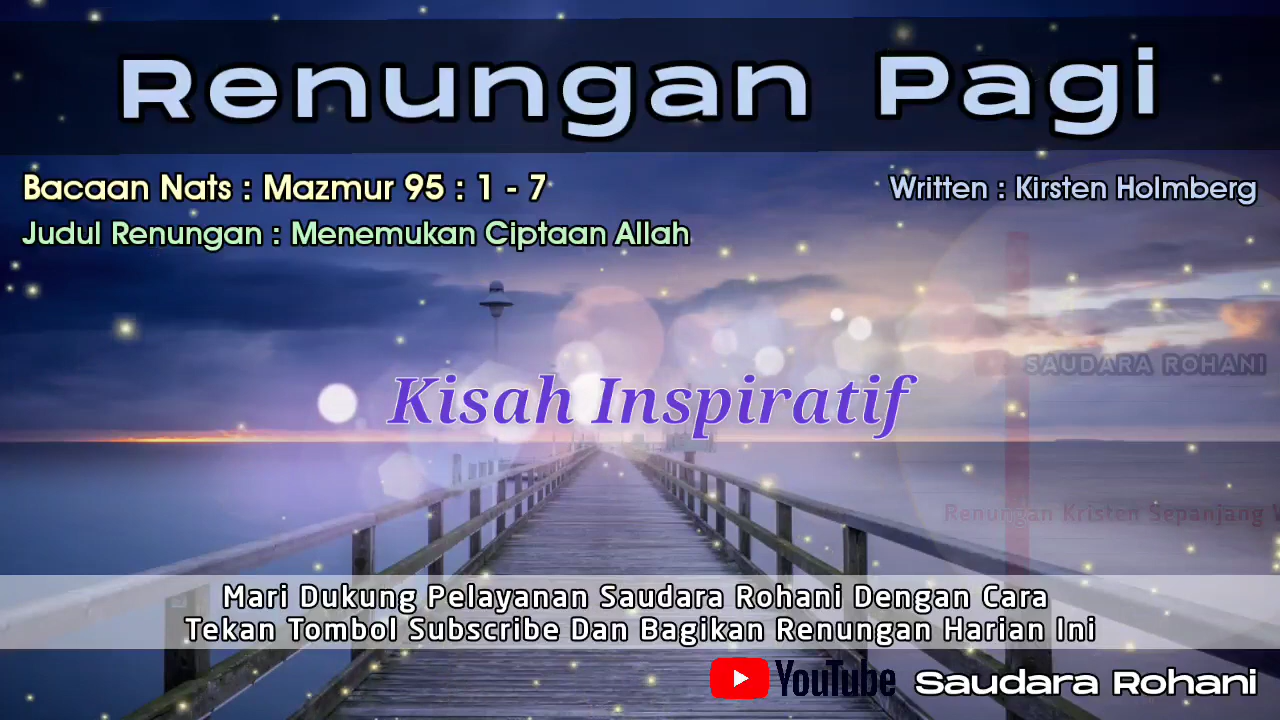 Renungan Pagi
Bacaan Nats : Mazmur 95 : 1 - 7
Written : Kirsten Holmberg
Judul Renungan : Menemukan Ciptaan Allah
SAUDARA ROHANI
Kisah Inspiratif
Renungan Kristen Sepanjang
Mari Dukung Pelayanan Saudara Rohani Dengan Cara
Tekan Tombol Subscribe Dan Bagikan Renungan Harian Ini
YouTube Saudara Rohani